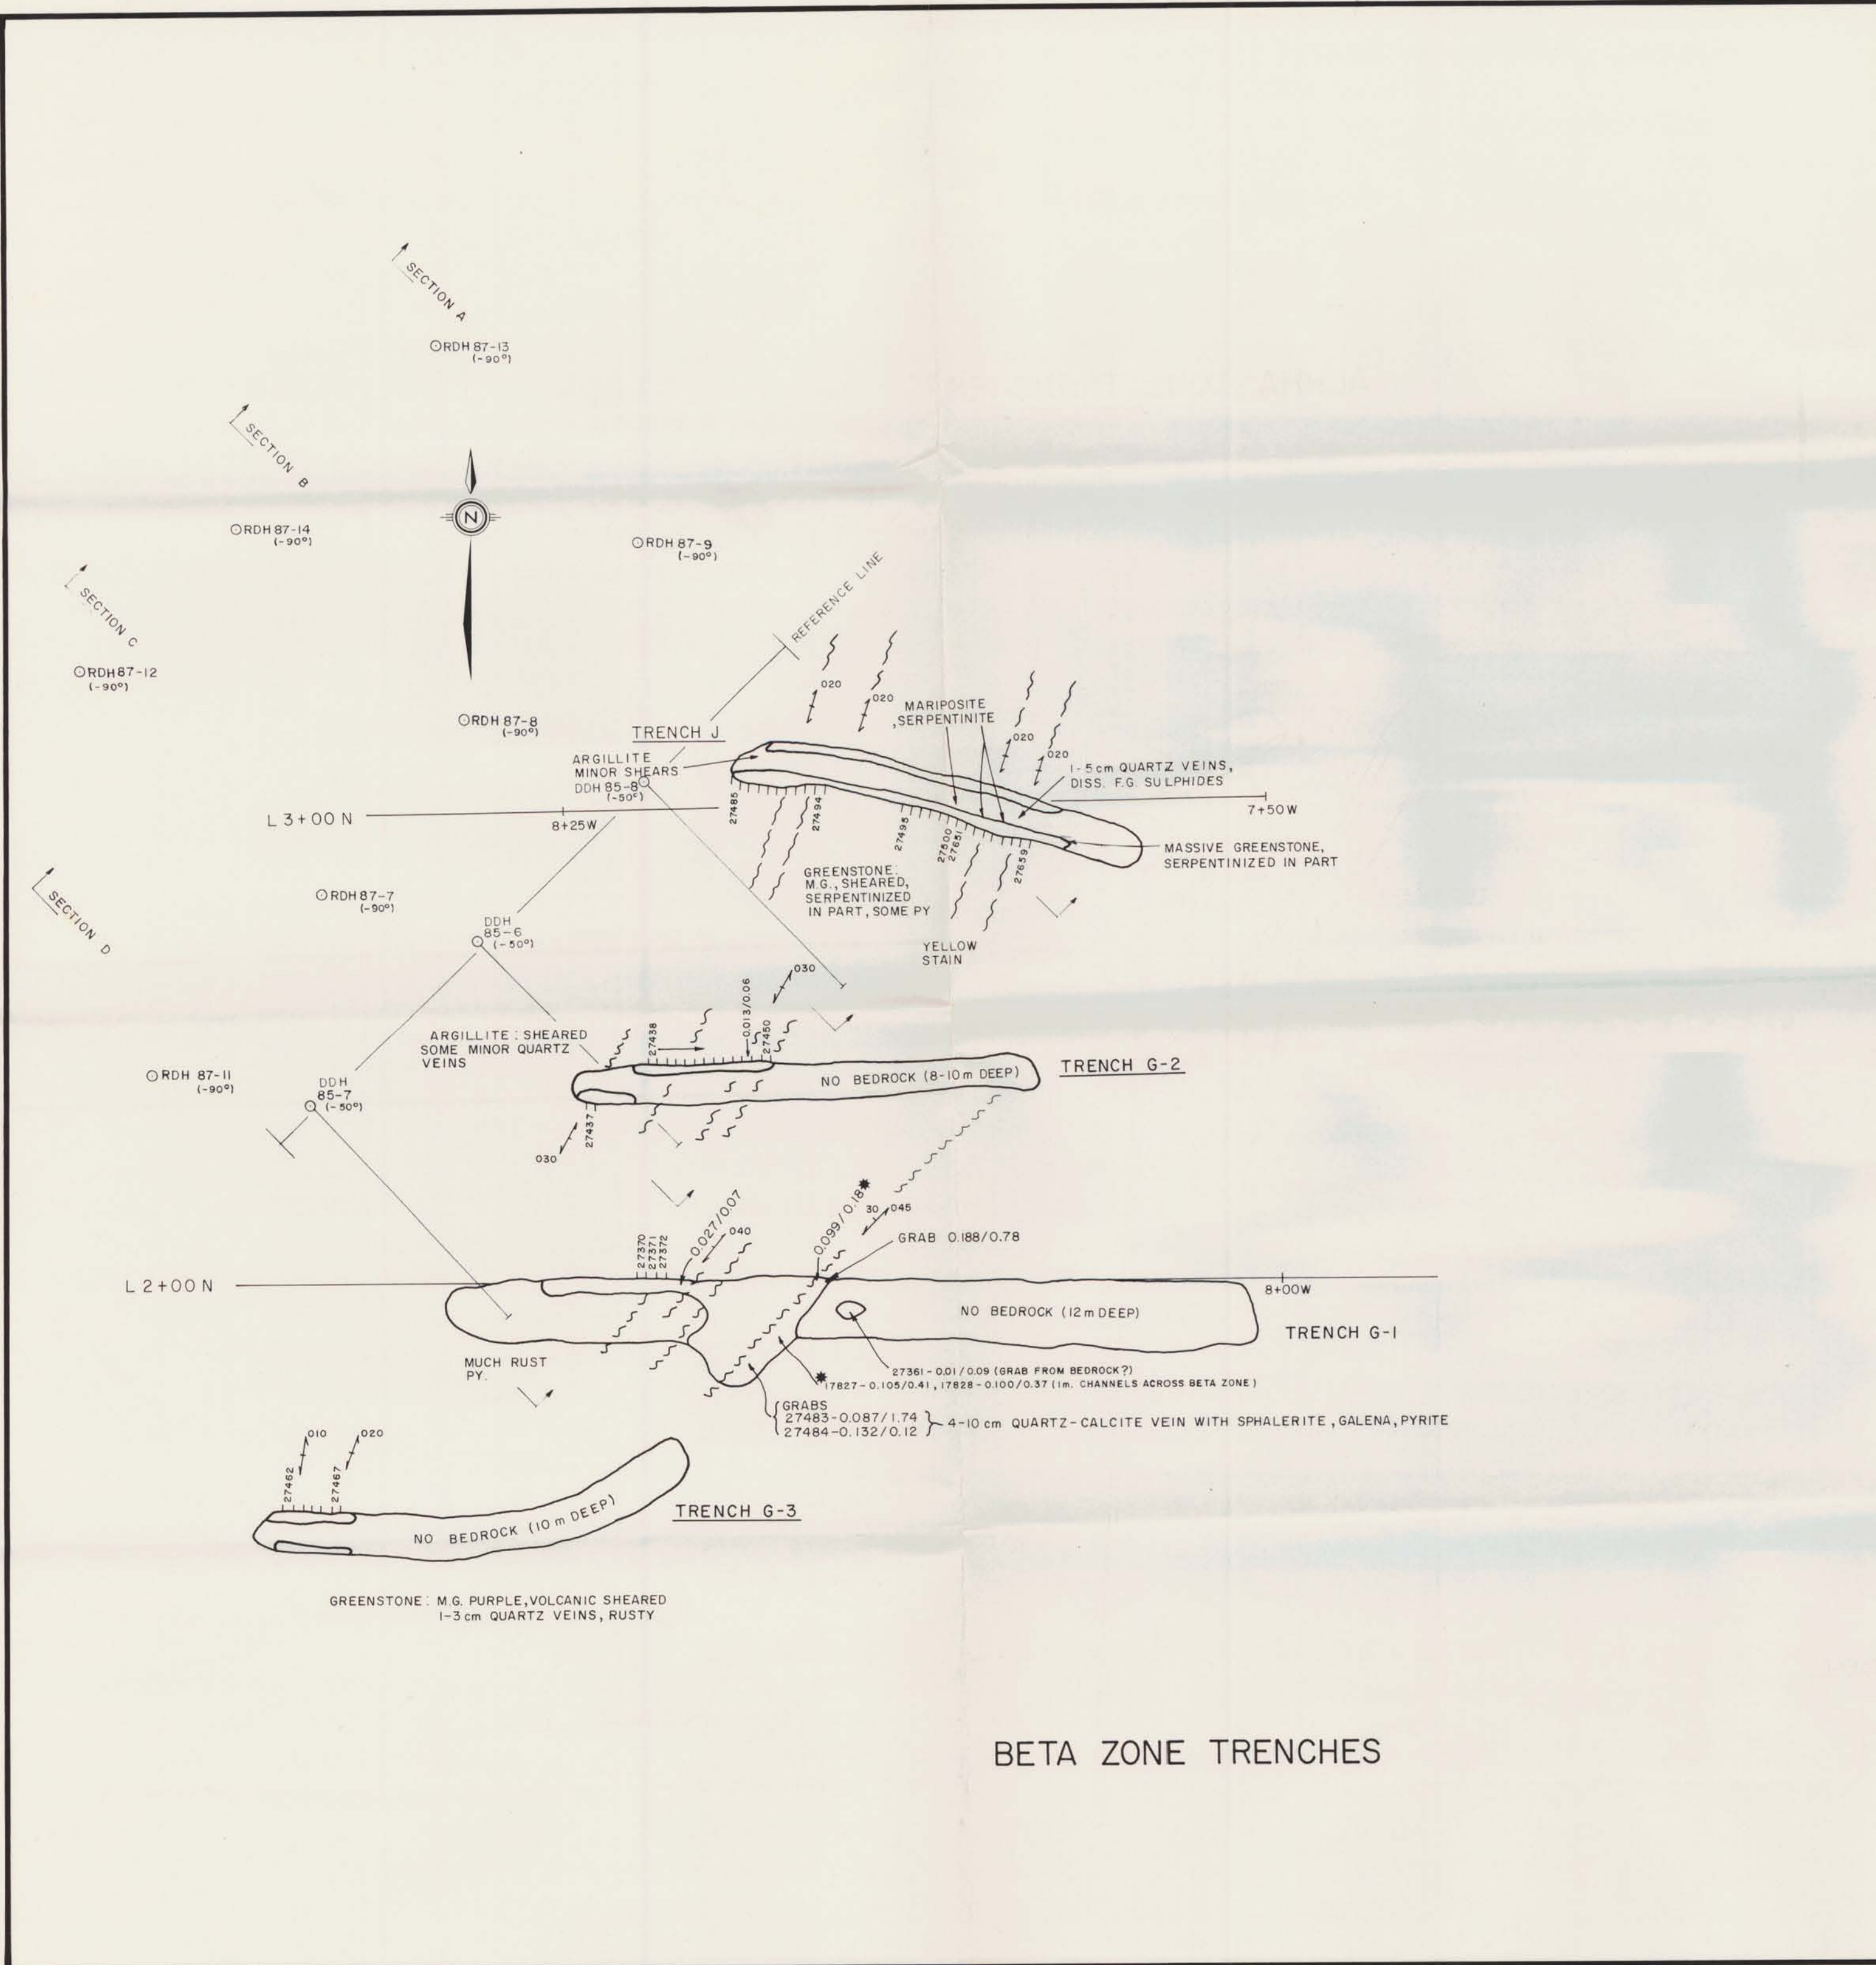 SECTION A
RDH 87-13
(-90°)
SECTION B
RDH 87-14
(-90°)
N
RDH 87-9
(-90°)
REFERENCE LINE
SECTION C
RDH 87-12
(-90°)
RDH 87-8
(-90°)
TRENCH J
020
020
MARIPOSITE
,SERPENTINITE
020
020
ARGILLITE
MINOR SHEARS
DDH 85-8
(-50°)
1-5cm QUARTZ VEINS,
DISS. F.G. SULPHIDES
L 3+00 N
8+25W
7+50W
27485
27494
27495
27500
27651
27659
MASSIVE GREENSTONE,
SERPENTINIZED IN PART
GREENSTONE:
M.G., SHEARED,
SERPENTINIZED
IN PART, SOME PY
YELLOW
STAIN
SECTION D
RDH 87-7
(-90°)
DDH
85-6
(-50°)
030
ARGILLITE : SHEARED
SOME MINOR QUARTZ
VEINS
27438
0.013/0.06
27450
NO BEDROCK (8-10m DEEP)
TRENCH G-2
RDH 87-11
(-90°)
DDH
85-7
(-50°)
27437
030
27370
27371
27372
0.027/0.07
040
0.099/0.18*
30 045
GRAB 0.188/0.78
L 2+00 N
8+00W
NO BEDROCK (12m DEEP)
TRENCH G-1
MUCH RUST
PY.
27361-0.01/0.09 (GRAB FROM BEDROCK?)
*17827-0.105/0.41, 17828-0.100/0.37 (1m. CHANNELS ACROSS BETA ZONE)
GRABS
27483-0.087/1.74
27484-0.132/0.12
4-10 cm QUARTZ-CALCITE VEIN WITH SPHALERITE, GALENA, PYRITE
010
020
27462
27467
NO BEDROCK (10m DEEP)
TRENCH G-3
GREENSTONE: M.G. PURPLE, VOLCANIC SHEARED
1-3cm QUARTZ VEINS, RUSTY
BETA ZONE TRENCHES